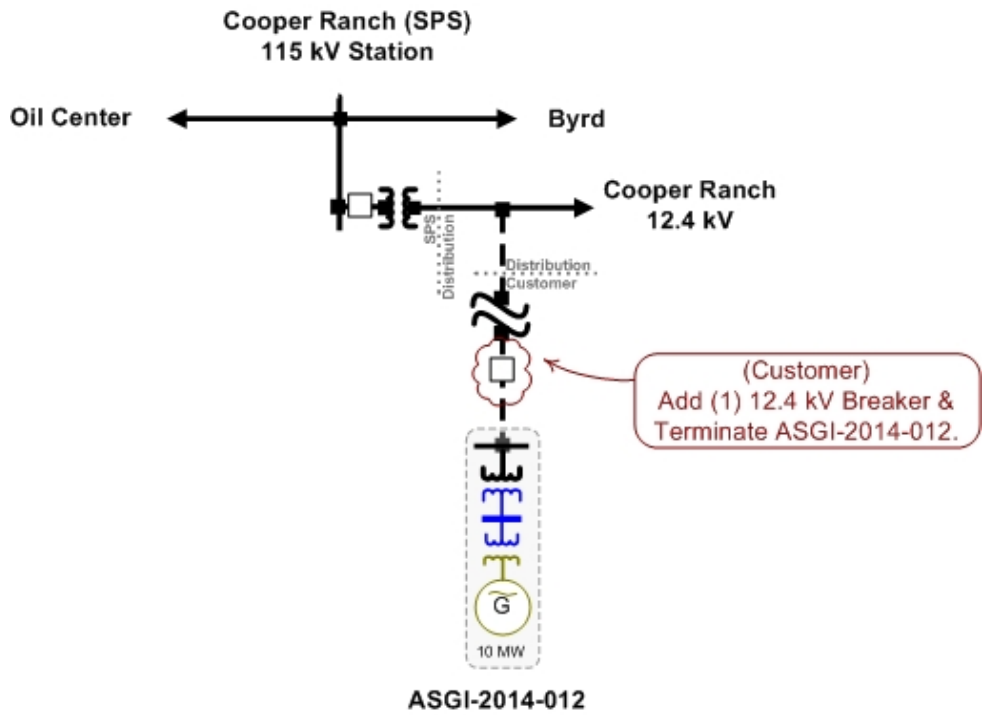 Cooper Ranch (SPS)
115 kV Station
Oil Center
Byrd
Cooper Ranch
12.4 kV
SPS
Distribution
Distribution
Customer
(Customer)
Add (1) 12.4 kV Breaker &
Terminate ASGI-2014-012.
G
10 MW
ASGI-2014-012